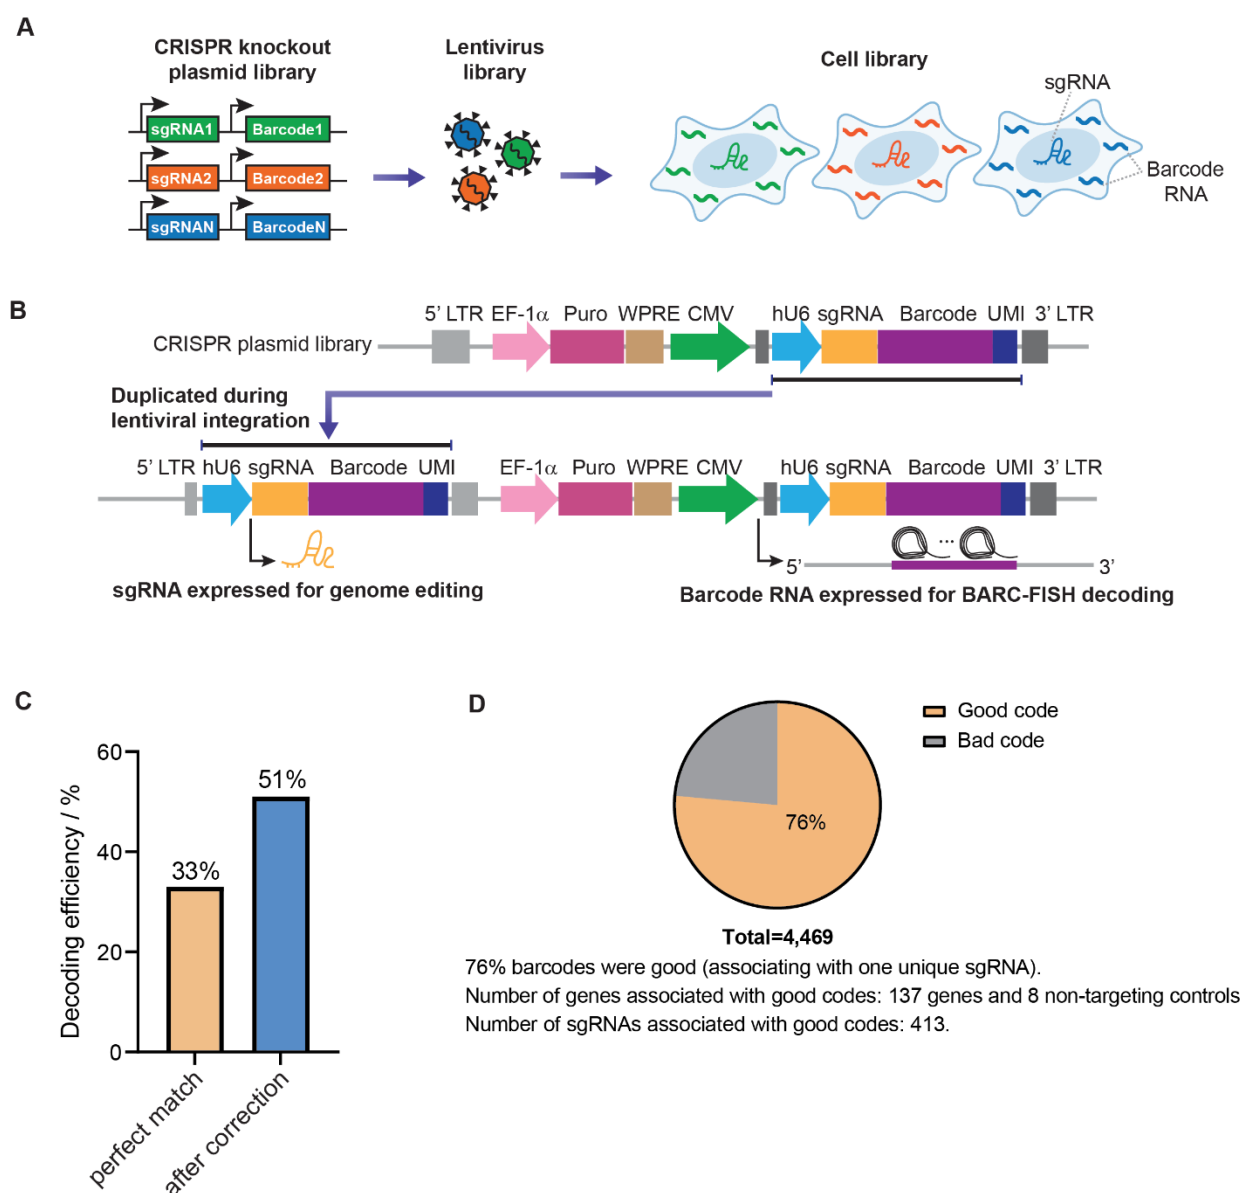 A
CRISPR knockout
plasmid library
Lentivirus
library
Cell library
sgRNA
sgRNA1 Barcode1
sgRNA2 Barcode2
sgRNAN BarcodeN
Barcode
RNA
B
5’ LTR EF-1α Puro WPRE CMV hU6 sgRNA Barcode UMI 3’ LTR
CRISPR plasmid library
Duplicated during
lentiviral integration
5’ LTR hU6 sgRNA Barcode UMI EF-1α Puro WPRE CMV hU6 sgRNA Barcode UMI 3’ LTR
...
5’ 3’
sgRNA expressed for genome editing
Barcode RNA expressed for BARC-FISH decoding
C
Decoding efficiency / %
60
40
20
0
33%
51%
perfect match
after correction
D
Good code
Bad code
76%
Total=4,469
76% barcodes were good (associating with one unique sgRNA).
Number of genes associated with good codes: 137 genes and 8 non-targeting controls
Number of sgRNAs associated with good codes: 413.